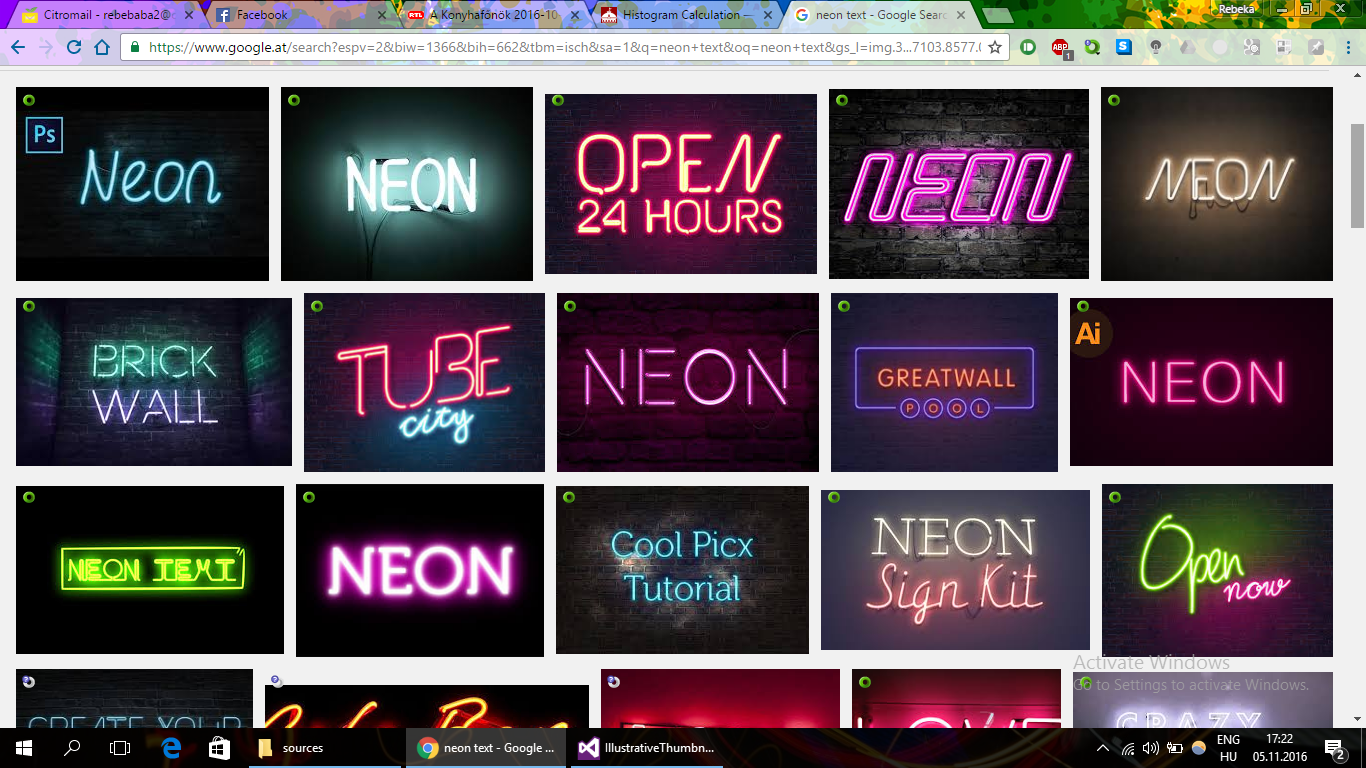 Citromail - rebebaba2@
Facebook
RTL
A Konyhafőnök 2016-10-
Histogram Calculation —
neon text - Google Sear
Rebeka
https://www.google.at/search?espv=2&biw=1366&bih=662&tbm=isch&sa=1&q=neon+text&oq=neon+text&gs_l=img.3...7103.8577.
ABP
1
S
Ps
Neon
NEON
OPEN
24 HOURS
NEON
NEON
BRICK
WALL
TUBE
city
NEON
GREATWALL
POOL
Ai
NEON
NEON TEXT
NEON
Cool Picx
Tutorial
NEON
Sign Kit
Open
now
Activate Windows
Go to Settings to activate Windows.
CREATE YOUR
LOVE
CRAZY
sources
neon text - Google ...
IllustrativeThumbn...
ENG
HU
17:22
05.11.2016
2